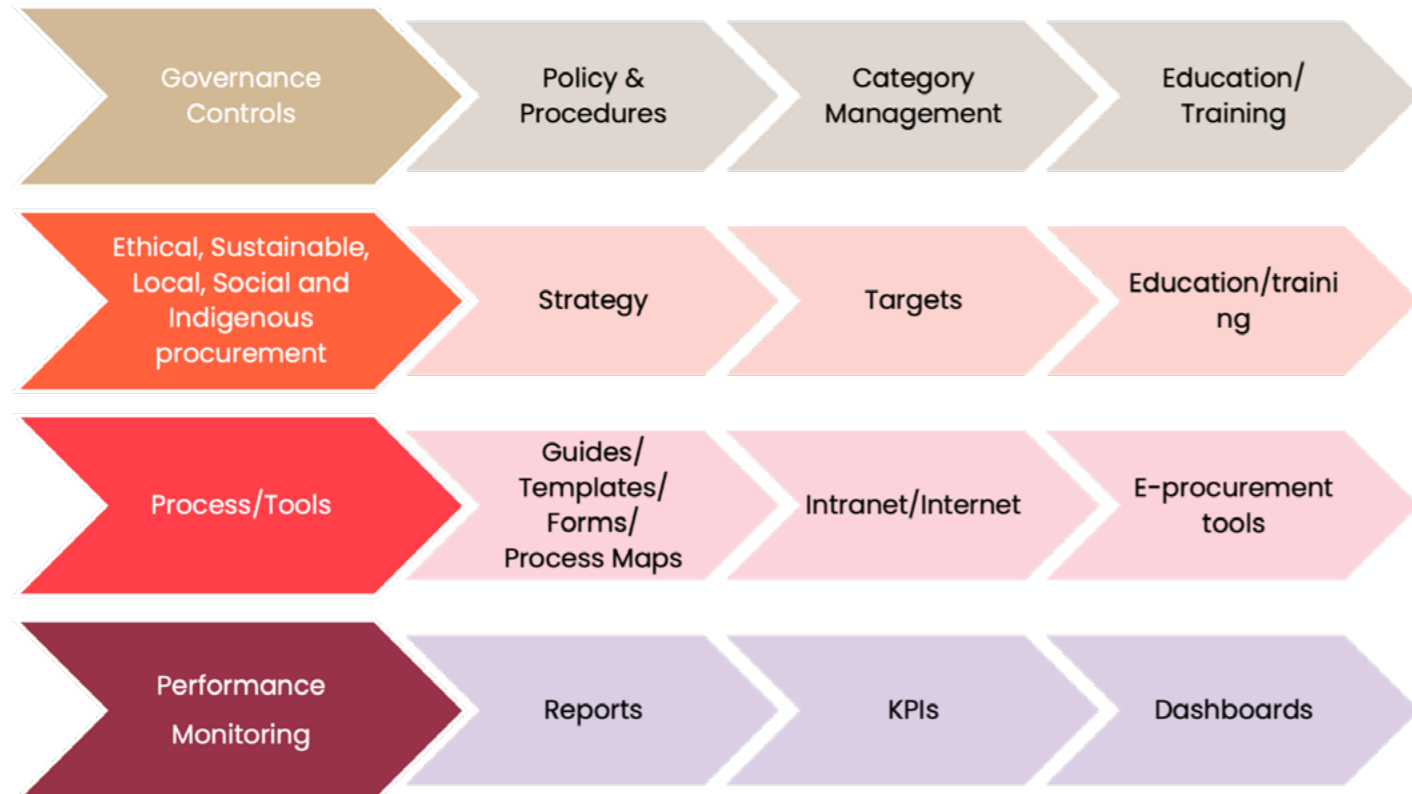 Governance
Controls
Policy &
Procedures
Category
Management
Education/
Training
Ethical, Sustainable,
Local, Social and
Indigenous
procurement
Strategy
Targets
Education/traini
ng
Process/Tools
Guides/
Templates/
Forms/
Process Maps
Intranet/Internet
E-procurement
tools
Performance
Monitoring
Reports
KPIs
Dashboards